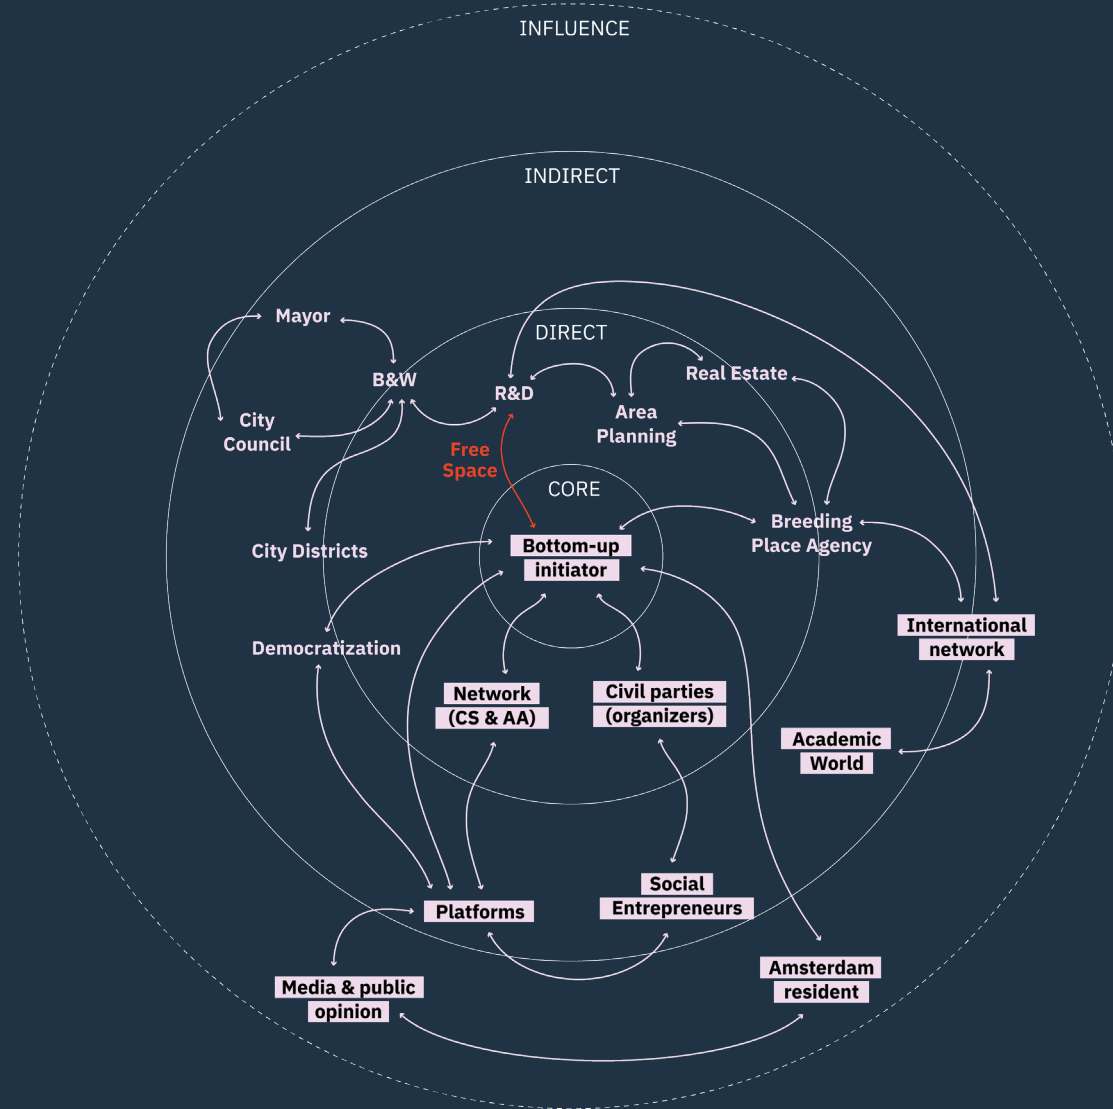 INFLUENCE
INDIRECT
Mayor
DIRECT
B&W
R&D
Real Estate
Area
Planning
City
Council
Free
Space
CORE
Breeding
Place Agency
Bottom-up
initiator
City Districts
International
network
Democratization
Network
(CS & AA)
Civil parties
(organizers)
Academic
World
Social
Entrepreneurs
Platforms
Amsterdam
resident
Media & public
opinion